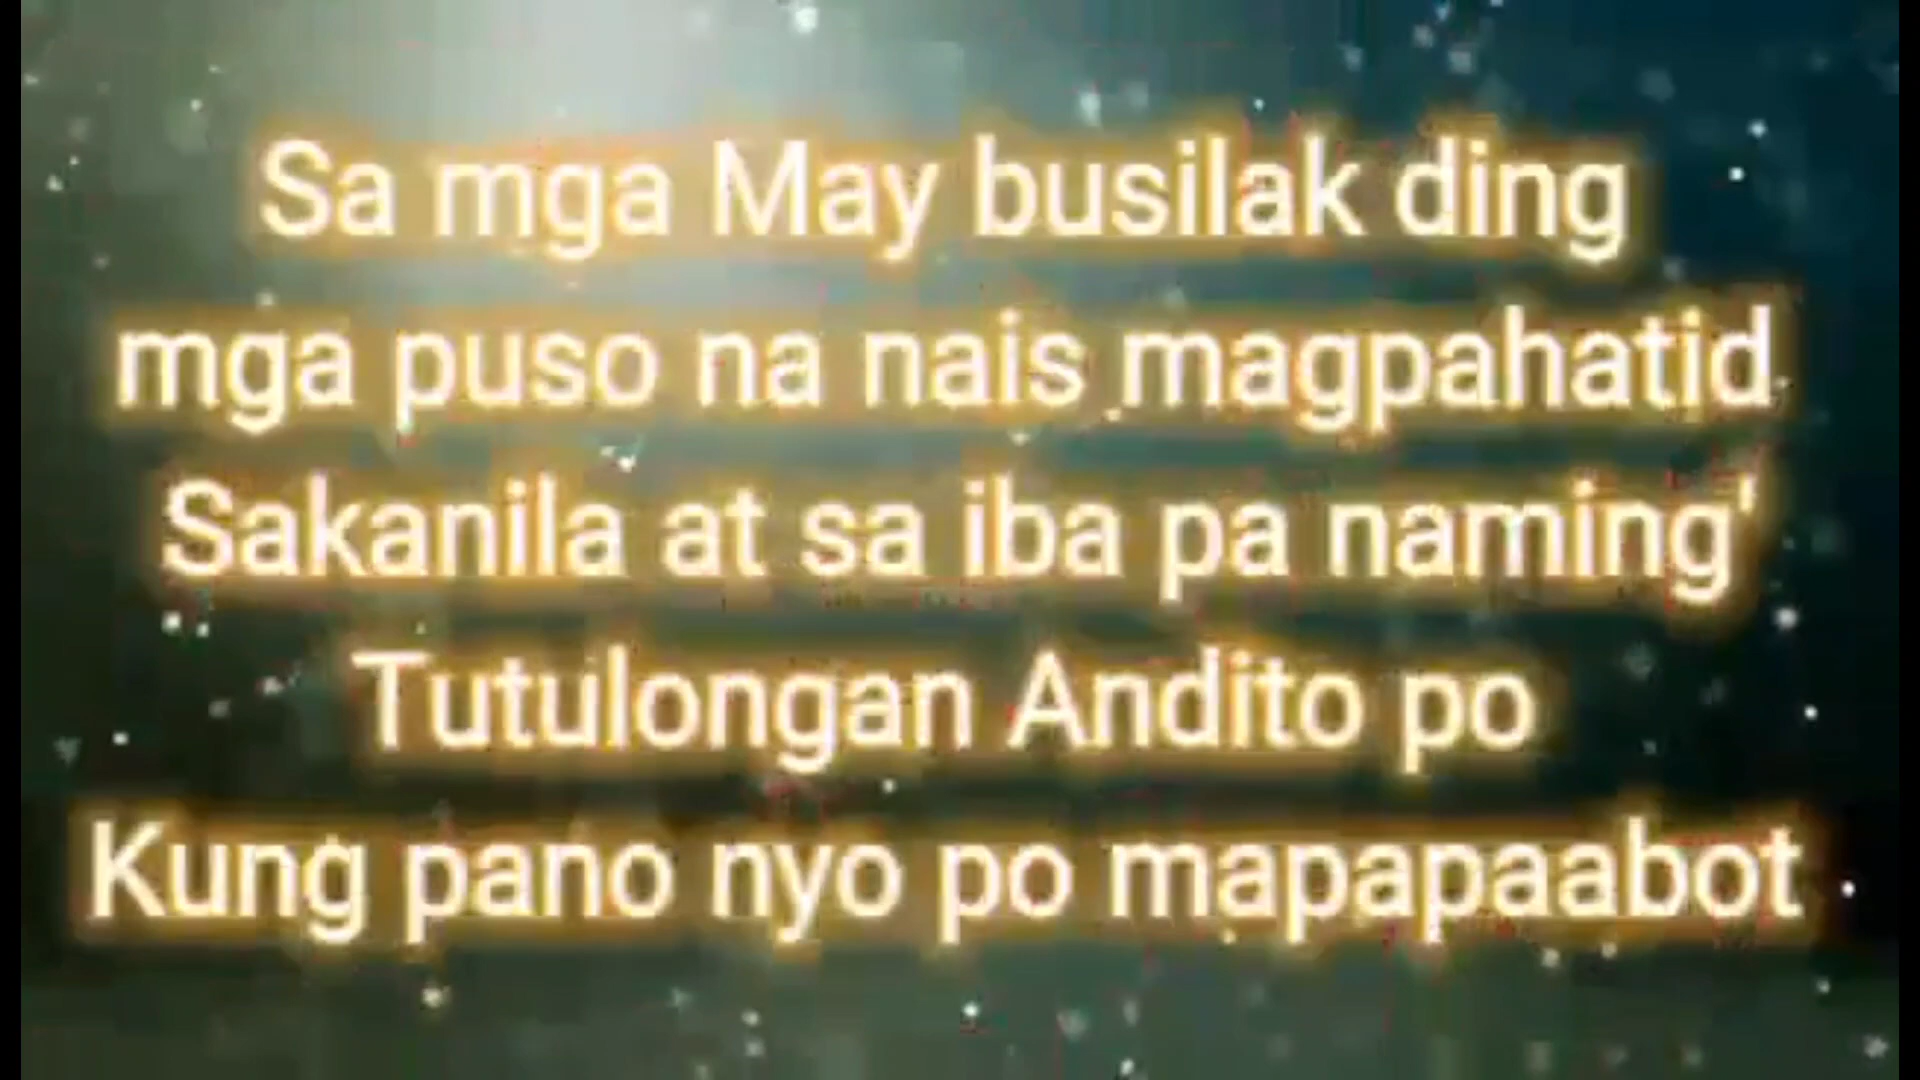 Sa mga May busilak ding
mga puso na nais magpahatid
Sakanila at sa iba pa naming'
Tutulongan Andito po
Kung pano nyo po mapapaabot